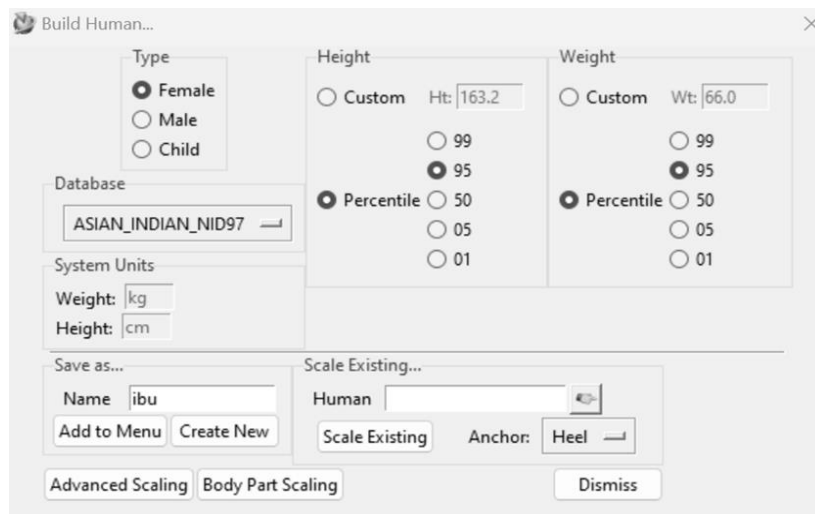 Build Human...
Type
Female
Male
Child
Database
ASIAN_INDIAN_NID97
System Units
Weight: kg
Height: cm
Height
Custom Ht: 163.2
Percentile
99
95
50
05
01
Weight
Custom Wt: 66.0
Percentile
99
95
50
05
01
Save as...
Name ibu
Add to Menu Create New
Scale Existing...
Human
Scale Existing Anchor: Heel
Advanced Scaling Body Part Scaling Dismiss